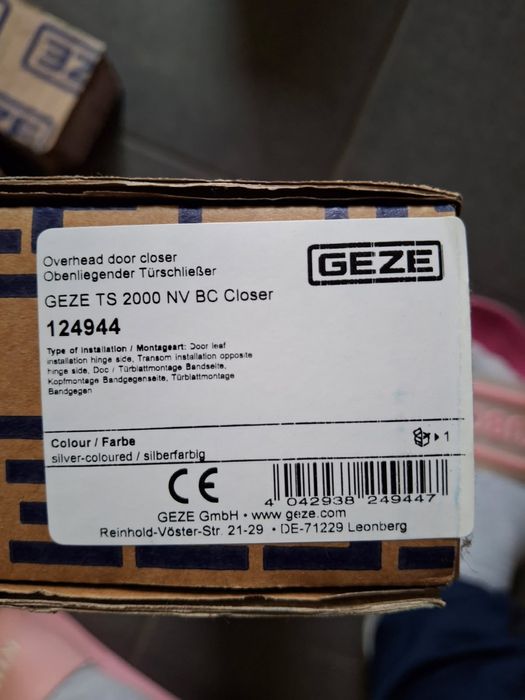 GEZE
Overhead door closer
Obenliegender Türschließer
GEZE TS 2000 NV BC Closer
124944
Type of installation / Montageart: Door leaf
installation hinge side, Transom installation opposite
hinge side, Doo / Türblattmontage Bandseite,
Kopfmontage Bandgegenseite, Türblattmontage
Bandgegen
Colour / Farbe
silver-coloured / silberfarbig
1
CE
4 042938 249447
GEZE GmbH • www.geze.com
Reinhold-Vöster-Str. 21-29 • DE-71229 Leonberg